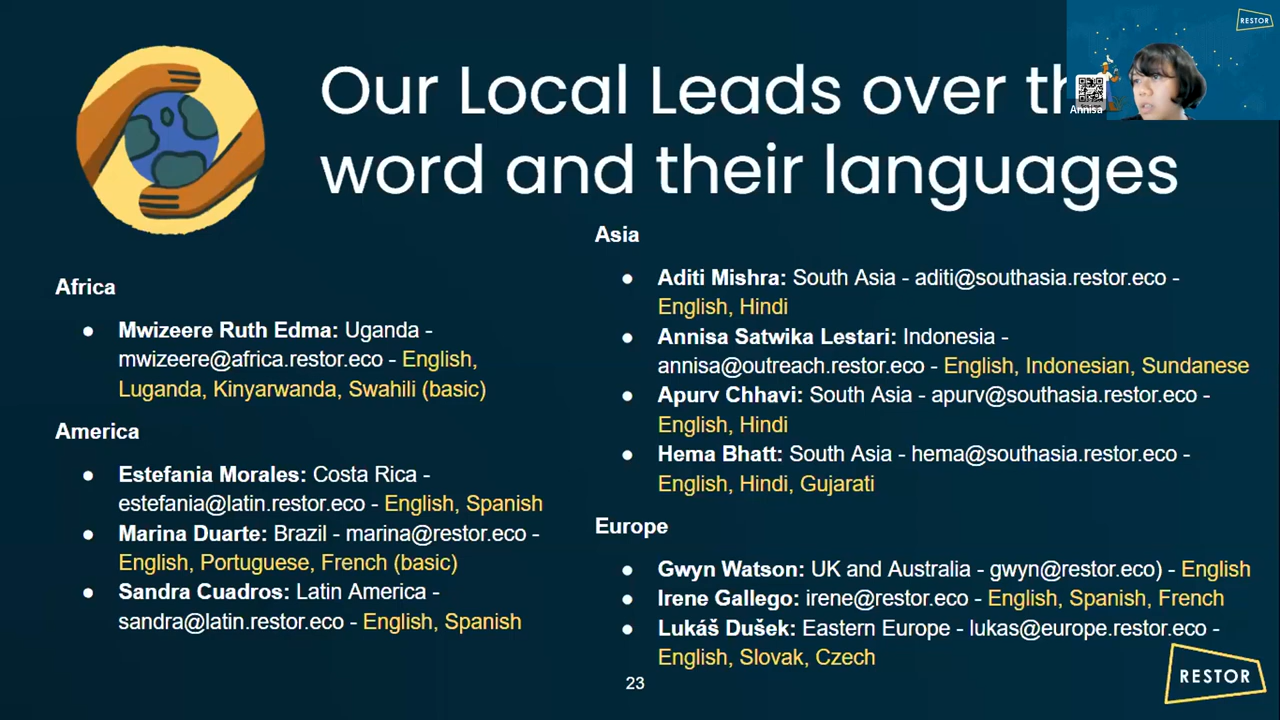 Our Local Leads over th
word and their languages
RESTOR
Annisa
Africa
● Mwizeere Ruth Edma: Uganda -
mwizeere@africa.restor.eco - English,
Luganda, Kinyarwanda, Swahili (basic)
America
● Estefania Morales: Costa Rica -
estefania@latin.restor.eco - English, Spanish
● Marina Duarte: Brazil - marina@restor.eco -
English, Portuguese, French (basic)
● Sandra Cuadros: Latin America -
sandra@latin.restor.eco - English, Spanish
Asia
● Aditi Mishra: South Asia - aditi@southasia.restor.eco -
English, Hindi
● Annisa Satwika Lestari: Indonesia -
annisa@outreach.restor.eco - English, Indonesian, Sundanese
● Apurv Chhavi: South Asia - apurv@southasia.restor.eco -
English, Hindi
● Hema Bhatt: South Asia - hema@southasia.restor.eco -
English, Hindi, Gujarati
Europe
● Gwyn Watson: UK and Australia - gwyn@restor.eco) - English
● Irene Gallego: irene@restor.eco - English, Spanish, French
● Lukáš Dušek: Eastern Europe - lukas@europe.restor.eco -
English, Slovak, Czech
23
RESTOR